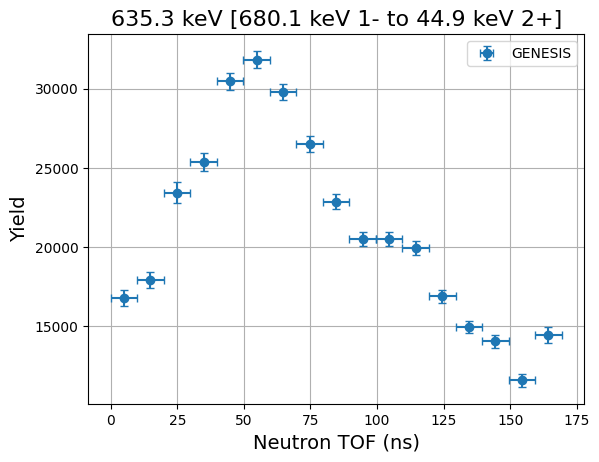 635.3 keV [680.1 keV 1- to 44.9 keV 2+]
GENESIS
Yield
30000
25000
20000
15000
0 25 50 75 100 125 150 175
Neutron TOF (ns)